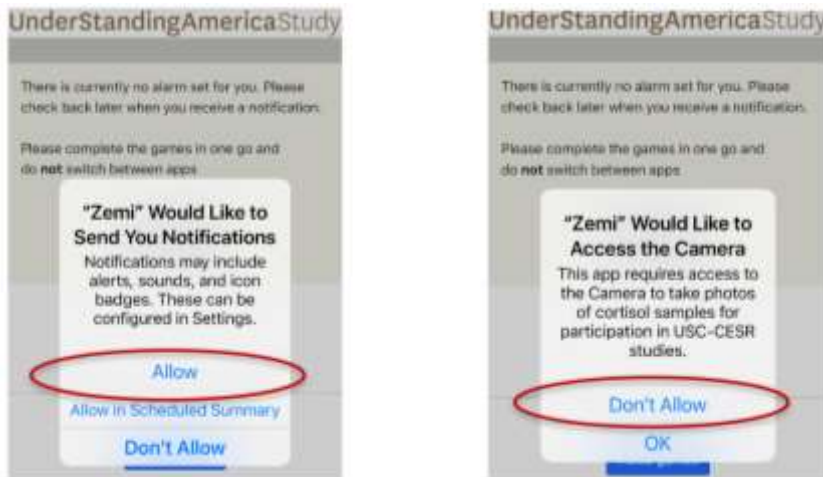 UnderStandingAmericaStudy
There is currently no alarm set for you. Please
check back later when you receive a notification.
Please complete the games in one go and
do not switch between apps
"Zemi" Would Like to
Send You Notifications
Notifications may include
alerts, sounds, and icon
badges. These can be
configured in Settings.
Allow
Allow in Scheduled Summary
Don't Allow
UnderStandingAmericaStudy
There is currently no alarm set for you. Please
check back later when you receive a notification.
Please complete the games in one go and
do not switch between apps
"Zemi" Would Like to
Access the Camera
This app requires access to
the Camera to take photos
of cortisol samples for
participation in USC-CESR
studies.
Don't Allow
OK